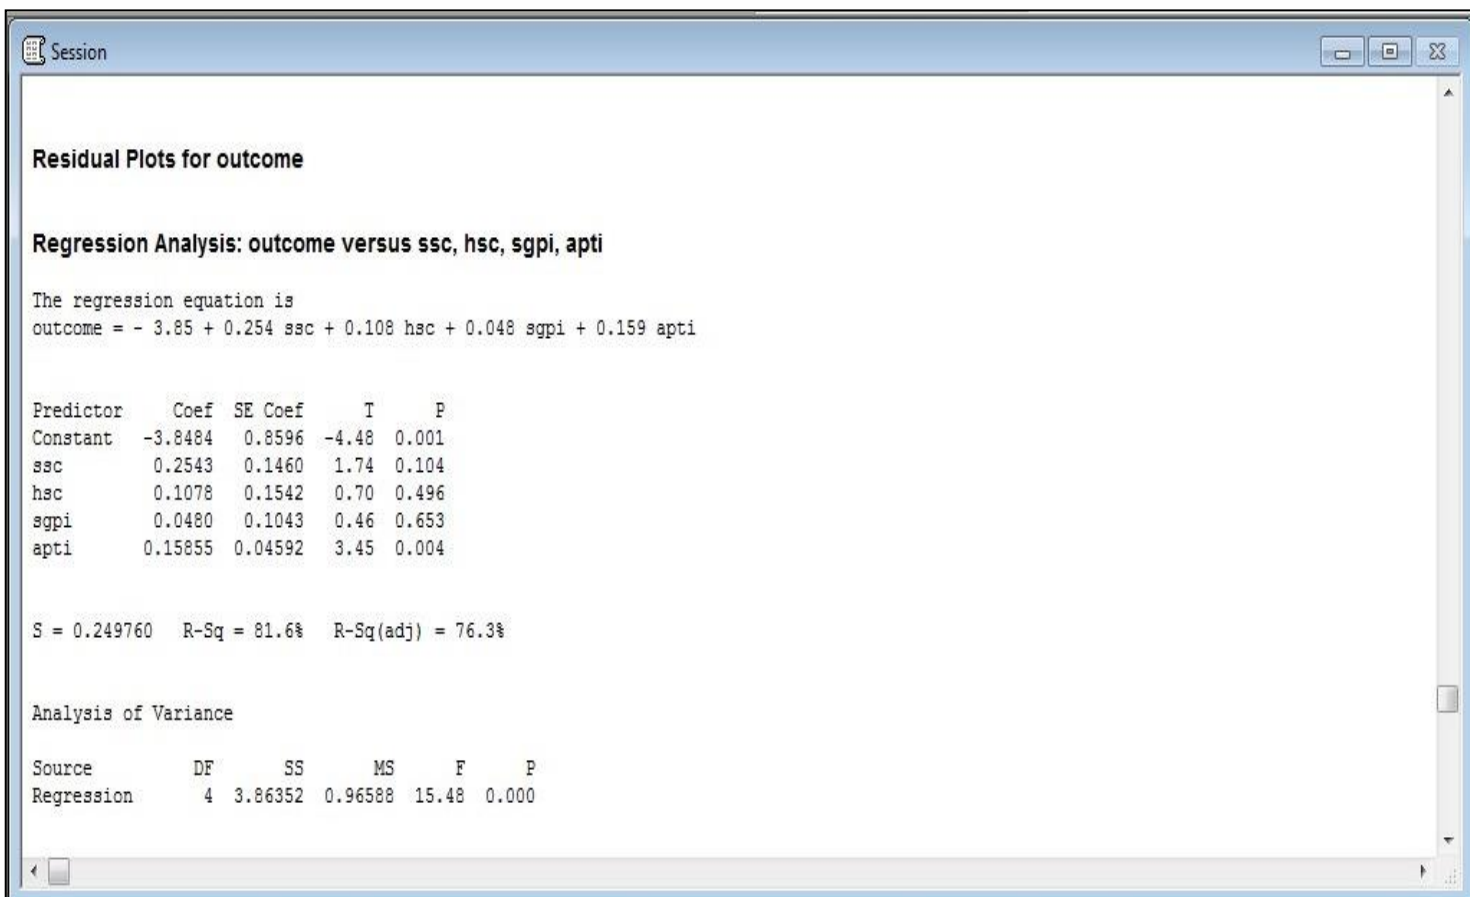 Session
Residual Plots for outcome
Regression Analysis: outcome versus ssc, hsc, sgpi, apti
The regression equation is
outcome = - 3.85 + 0.254 ssc + 0.108 hsc + 0.048 sgpi + 0.159 apti
Predictor Coef SE Coef T P
Constant -3.8484 0.8596 -4.48 0.001
ssc 0.2543 0.1460 1.74 0.104
hsc 0.1078 0.1542 0.70 0.496
sgpi 0.0480 0.1043 0.46 0.653
apti 0.15855 0.04592 3.45 0.004
S = 0.249760 R-Sq = 81.6% R-Sq(adj) = 76.3%
Analysis of Variance
Source DF SS MS F P
Regression 4 3.86352 0.96588 15.48 0.000